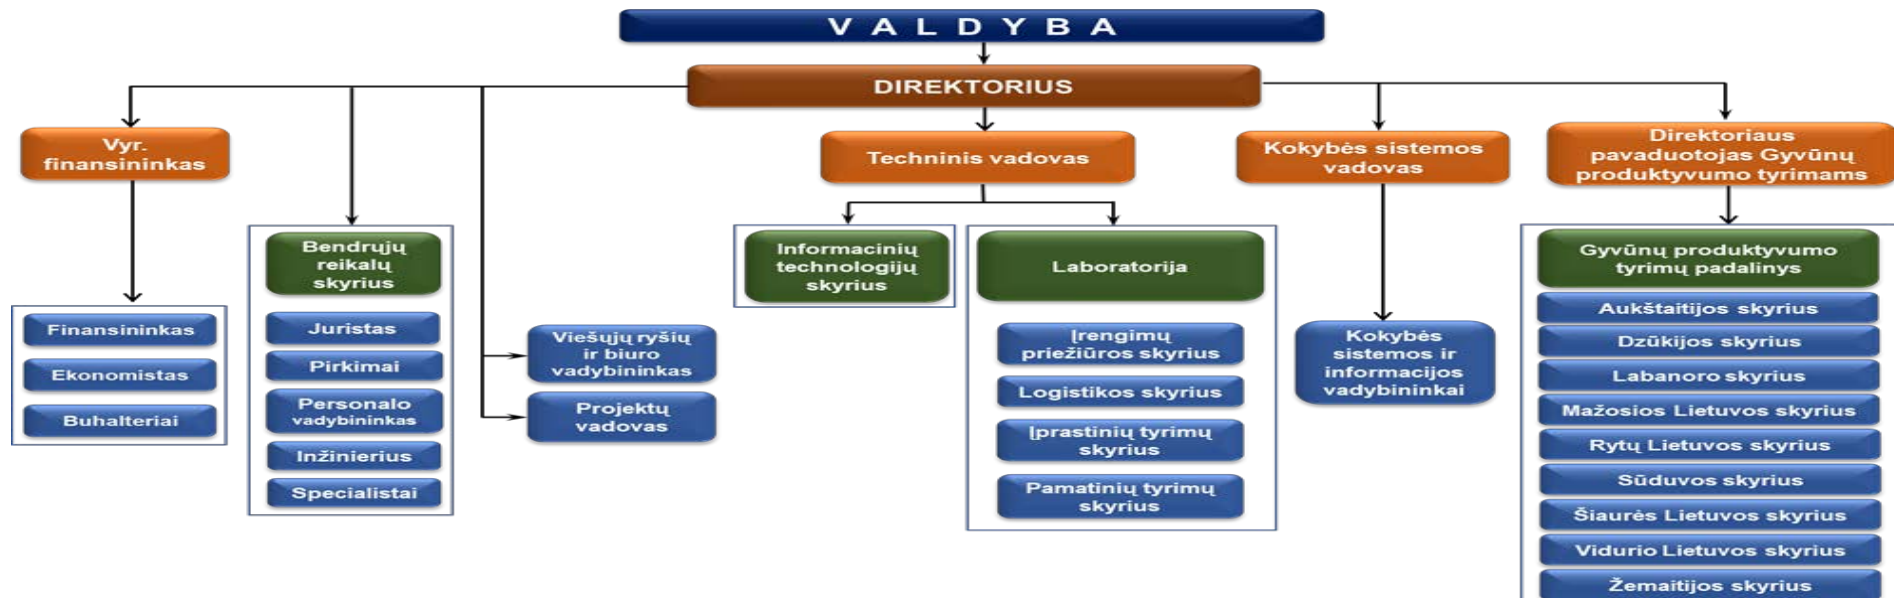 V A L D Y B A
DIREKTORIUS
Vyr.
finansininkas
Techninis vadovas
Kokybės sistemos
vadovas
Direktoriaus
pavaduotojas Gyvūnų
produktyvumo tyrimams
Finansininkas
Ekonomistas
Buhalteriai
Bendrųjų
reikalų
skyrius
Juristas
Pirkimai
Personalo
vadybininkas
Inžinierius
Specialistai
Viešųjų ryšių
ir biuro
vadybininkas
Projektų
vadovas
Informacinių
technologijų
skyrius
Laboratorija
Įrengimų
priežiūros skyrius
Logistikos skyrius
Įprastinių tyrimų
skyrius
Pamatinių tyrimų
skyrius
Kokybės
sistemos ir
informacijos
vadybininkai
Gyvūnų produktyvumo
tyrimų padalinys
Aukštaitijos skyrius
Dzūkijos skyrius
Labanoro skyrius
Mažosios Lietuvos skyrius
Rytų Lietuvos skyrius
Sūduvos skyrius
Šiaurės Lietuvos skyrius
Vidurio Lietuvos skyrius
Žemaitijos skyrius